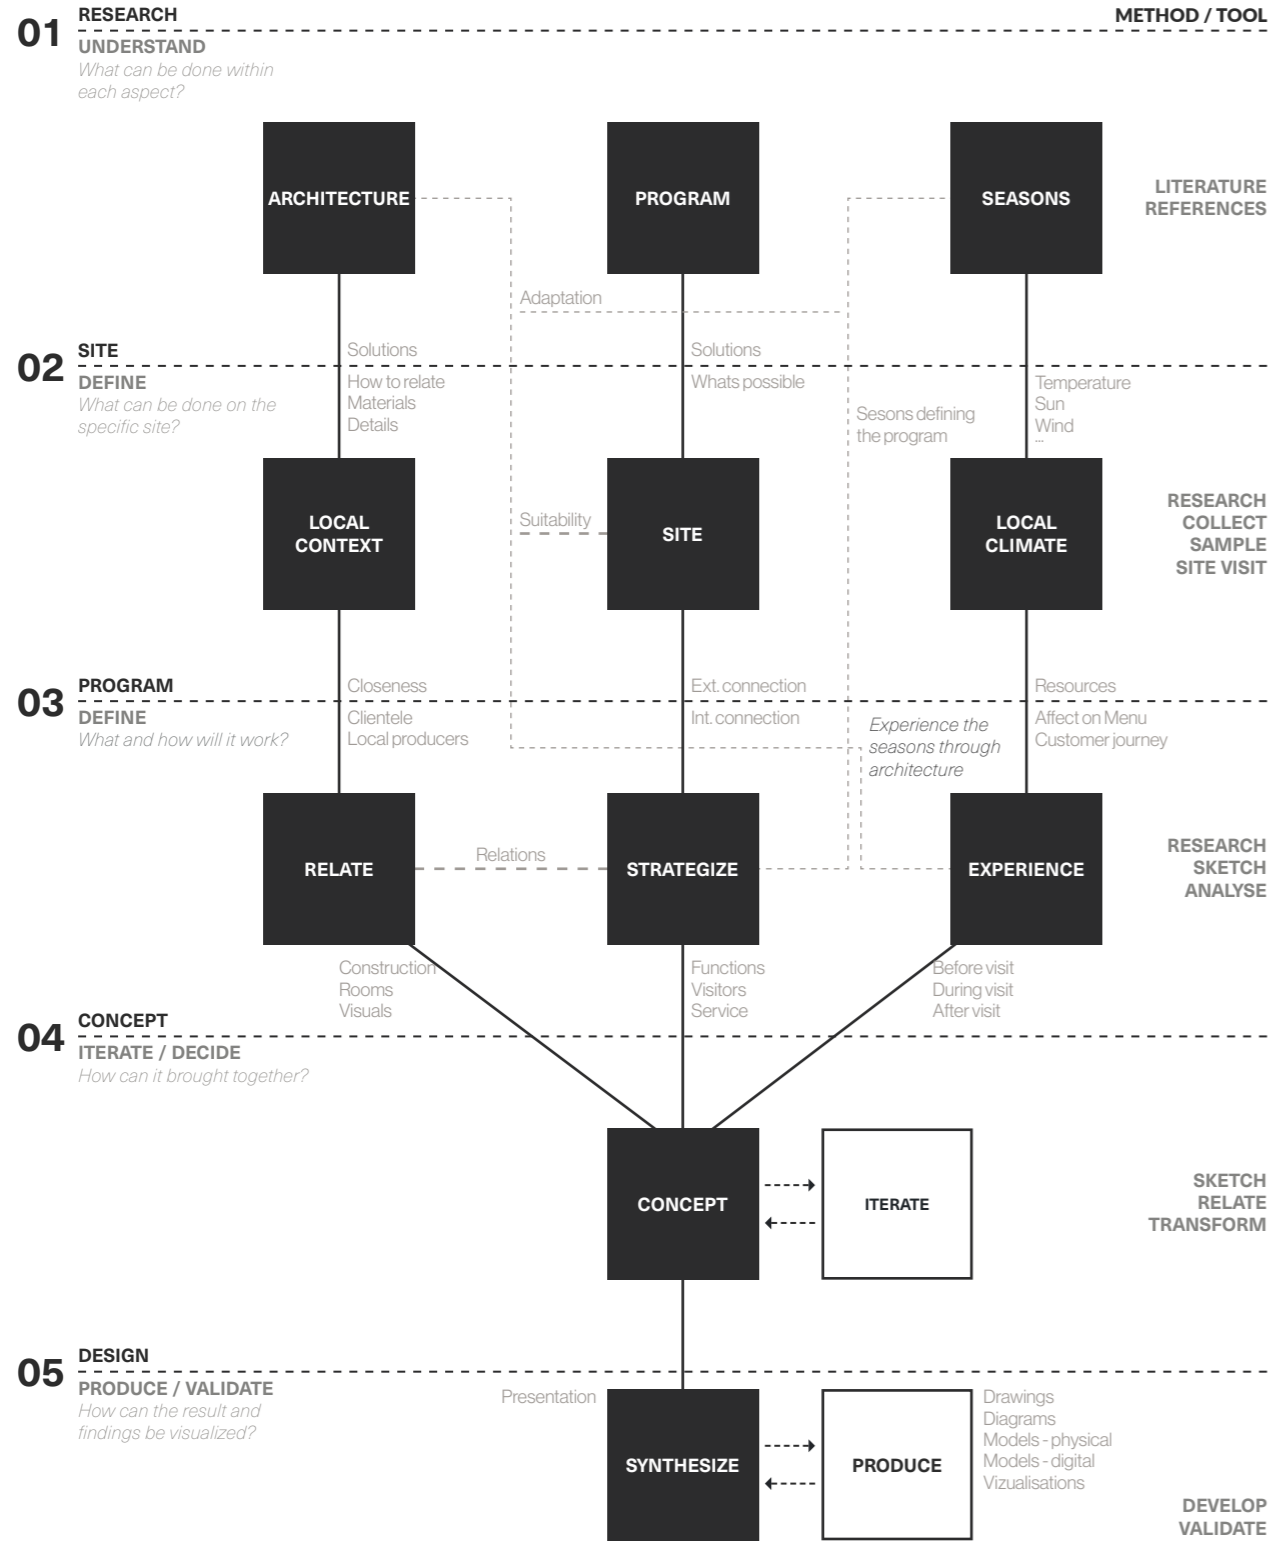 01
RESEARCH
METHOD / TOOL
UNDERSTAND
What can be done within
each aspect?
ARCHITECTURE
PROGRAM
SEASONS
LITERATURE
REFERENCES
Adaptation
02
SITE
Solutions
Solutions
DEFINE
What can be done on the
specific site?
How to relate
Materials
Details
Whats possible
Sesons defining
the program
Temperature
Sun
Wind
...
LOCAL
CONTEXT
Suitability
SITE
LOCAL
CLIMATE
RESEARCH
COLLECT
SAMPLE
SITE VISIT
03
PROGRAM
Closeness
Ext. connection
Resources
DEFINE
What and how will it work?
Clientele
Local producers
Int. connection
Experience the
seasons through
architecture
Affect on Menu
Customer journey
RELATE
Relations
STRATEGIZE
EXPERIENCE
RESEARCH
SKETCH
ANALYSE
Construction
Rooms
Visuals
Functions
Visitors
Service
Before visit
During visit
After visit
04
CONCEPT
ITERATE / DECIDE
How can it brought together?
CONCEPT
ITERATE
SKETCH
RELATE
TRANSFORM
05
DESIGN
PRODUCE / VALIDATE
How can the result and
findings be visualized?
Presentation
SYNTHESIZE
PRODUCE
Drawings
Diagrams
Models - physical
Models - digital
Vizualisations
DEVELOP
VALIDATE